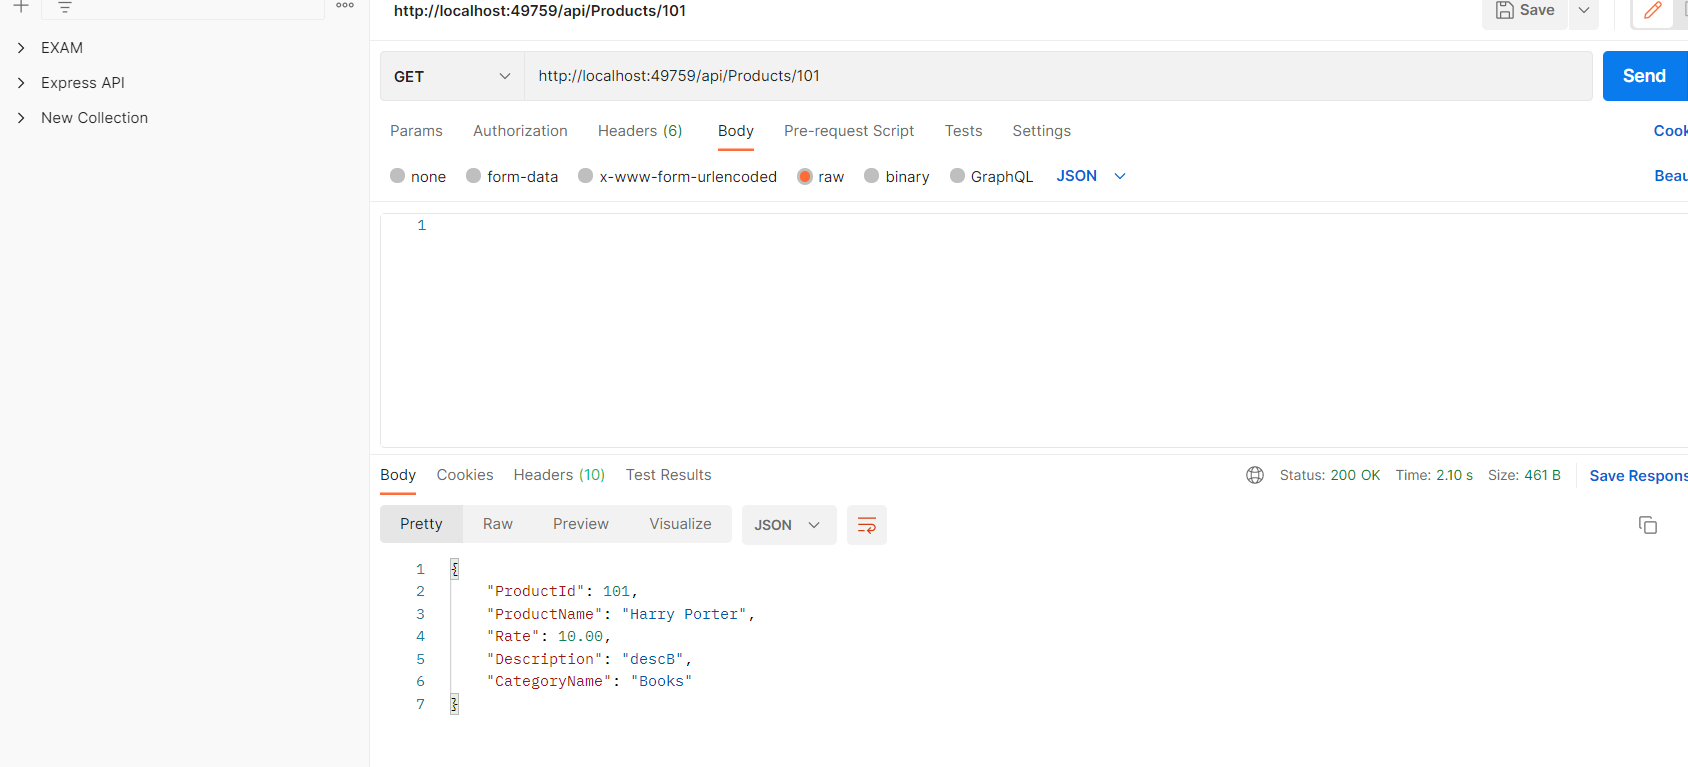 http://localhost:49759/api/Products/101
Save
EXAM
Express API
New Collection
GET http://localhost:49759/api/Products/101 Send
Params Authorization Headers (6) Body Pre-request Script Tests Settings Cook
none form-data x-www-form-urlencoded raw binary GraphQL JSON Beau
1
Body Cookies Headers (10) Test Results Status: 200 OK Time: 2.10 s Size: 461 B Save Respons
Pretty Raw Preview Visualize JSON
1 {
2 "ProductId": 101,
3 "ProductName": "Harry Porter",
4 "Rate": 10.00,
5 "Description": "descB",
6 "CategoryName": "Books"
7 }